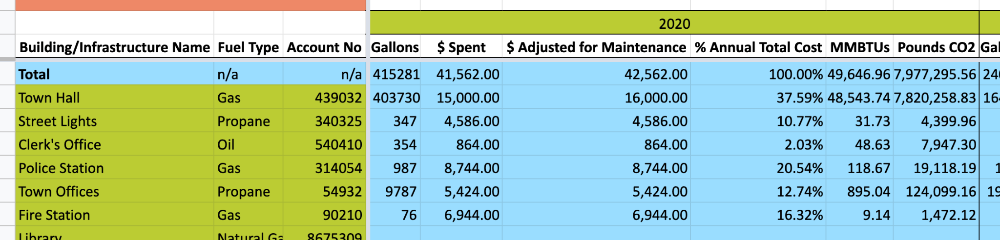 2020
Building/Infrastructure Name Fuel Type Account No Gallons $ Spent $ Adjusted for Maintenance % Annual Total Cost MMBTUs Pounds CO2 Gal
Total n/a n/a 415281 41,562.00 42,562.00 100.00% 49,646.96 7,977,295.56 24
Town Hall Gas 439032 403730 15,000.00 16,000.00 37.59% 48,543.74 7,820,258.83 16
Street Lights Propane 340325 347 4,586.00 4,586.00 10.77% 31.73 4,399.96
Clerk's Office Oil 540410 354 864.00 864.00 2.03% 48.63 7,947.30
Police Station Gas 314054 987 8,744.00 8,744.00 20.54% 118.67 19,118.19 1
Town Offices Propane 54932 9787 5,424.00 5,424.00 12.74% 895.04 124,099.16 19
Fire Station Gas 90210 76 6,944.00 6,944.00 16.32% 9.14 1,472.12
Library Natural Ga 8675309